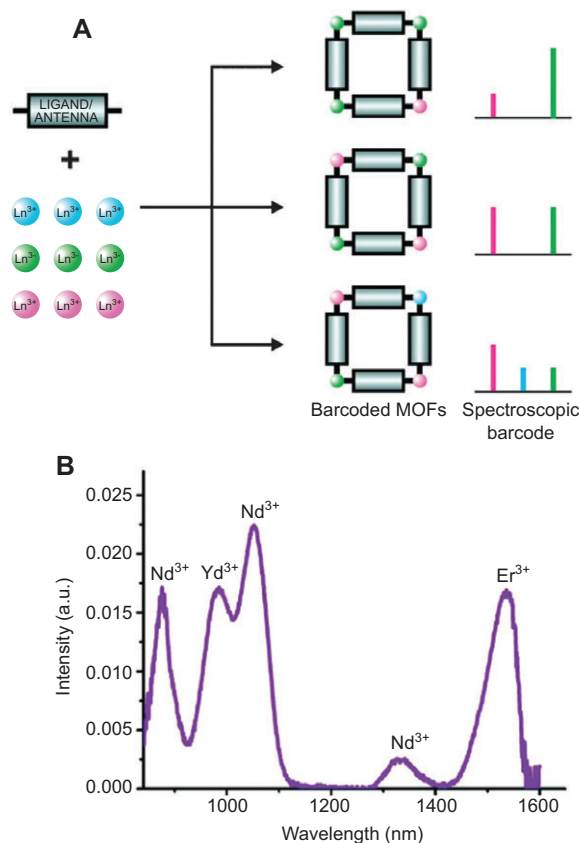 A
LIGAND/
ANTENNA
+
Ln³⁺ Ln³⁺ Ln³⁺
Ln³⁻ Ln³⁻ Ln³⁻
Ln³⁺ Ln³⁺ Ln³⁺
Barcoded MOFs
Spectroscopic
barcode
B
Nd³⁺
Yd³⁺
Nd³⁺
Nd³⁺
Er³⁺
0.025
0.020
0.015
0.010
0.005
0.000
Intensity (a.u.)
1000 1200 1400 1600
Wavelength (nm)